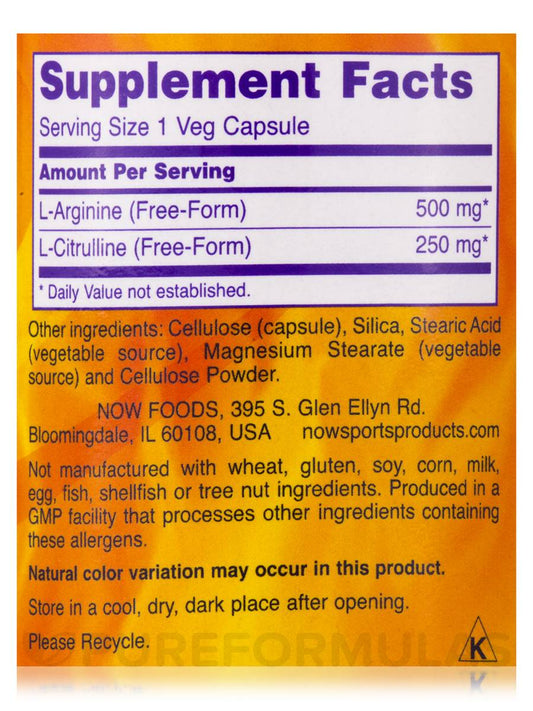 Supplement Facts
Serving Size 1 Veg Capsule
Amount Per Serving
L-Arginine (Free-Form) 500 mg*
L-Citrulline (Free-Form) 250 mg*
* Daily Value not established.
Other ingredients: Cellulose (capsule), Silica, Stearic Acid
(vegetable source), Magnesium Stearate (vegetable
source) and Cellulose Powder.
NOW FOODS, 395 S. Glen Ellyn Rd.
Bloomingdale, IL 60108, USA nowsportsproducts.com
Not manufactured with wheat, gluten, soy, corn, milk,
egg, fish, shellfish or tree nut ingredients. Produced in a
GMP facility that processes other ingredients containing
these allergens.
Natural color variation may occur in this product.
Store in a cool, dry, dark place after opening.
Please Recycle.
K
© PUREFORMULAS